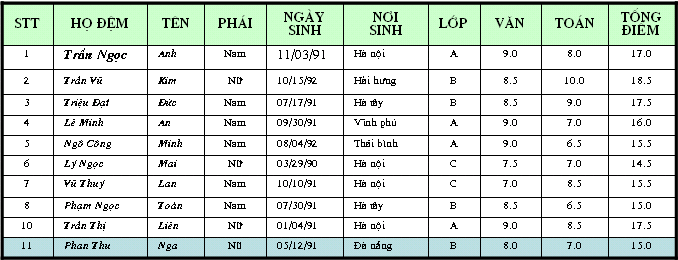 STT HỌ ĐỆM TÊN PHÁI NGÀY SINH NƠI SINH LỚP VĂN TOÁN TỔNG ĐIỂM
1 Trần Ngọc Anh Nam 11/03/91 Hà nội A 9.0 8.0 17.0
2 Trần Vũ Kim Nữ 10/15/92 Hải hưng B 8.5 10.0 18.5
3 Triệu Đạt Đức Nam 07/17/91 Hà tây B 8.5 9.0 17.5
4 Lê Minh An Nam 09/30/91 Vĩnh phú A 9.0 7.0 16.0
5 Ngô Công Minh Nam 08/04/92 Thái bình A 9.0 6.5 15.5
6 Lý Ngọc Mai Nữ 03/29/90 Hà nội C 7.5 7.0 14.5
7 Vũ Thuý Lan Nam 10/10/91 Hà nội C 7.0 8.5 15.5
8 Phạm Ngọc Toàn Nam 07/30/91 Hà tây B 8.5 6.5 15.0
10 Trần Thị Liên Nữ 01/04/91 Hà nội A 9.0 8.5 17.5
11 Phan Thu Nga Nữ 05/12/91 Đà nẵng B 8.0 7.0 15.0